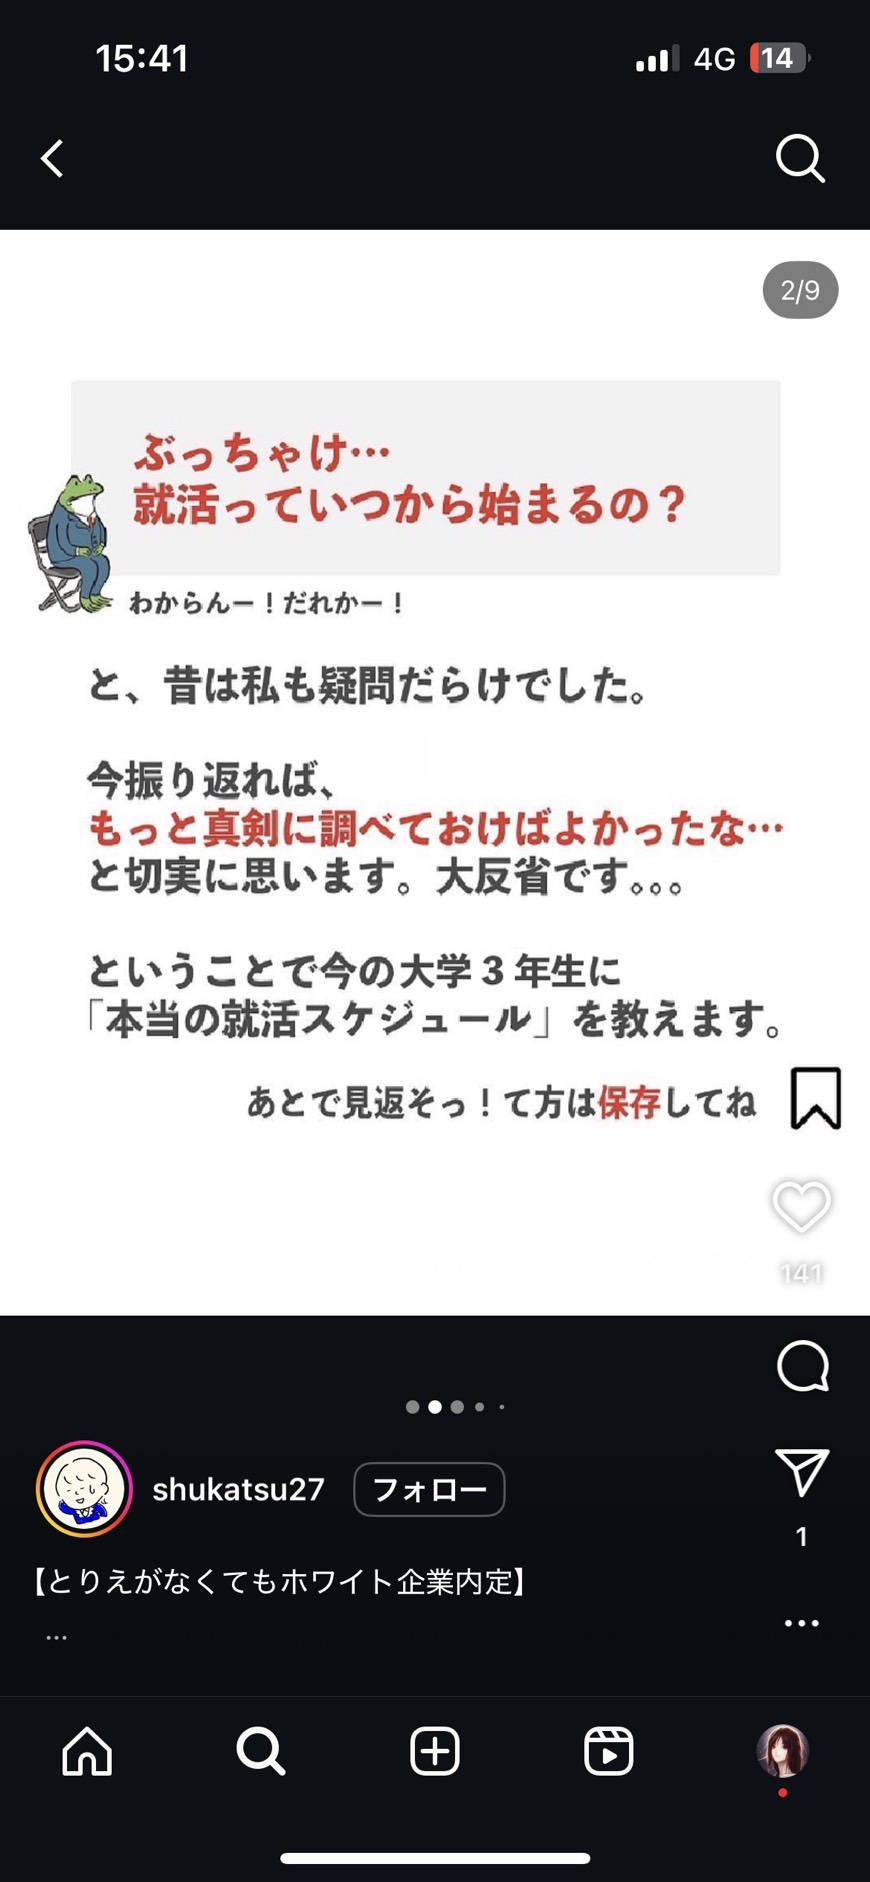 15:41
4G 14
2/9
ぶっちゃけ…
就活っていつから始まるの？
わからんー！だれかー！
と、昔は私も疑問だらけでした。
今振り返れば、
もっと真剣に調べておけばよかったな…
と切実に思います。大反省です。。。
ということで今の大学3年生に
「本当の就活スケジュール」を教えます。
あとで見返そっ！て方は保存してね
141
shukatsu27 フォロー
1
【とりえがなくてもホワイト企業内定】
...